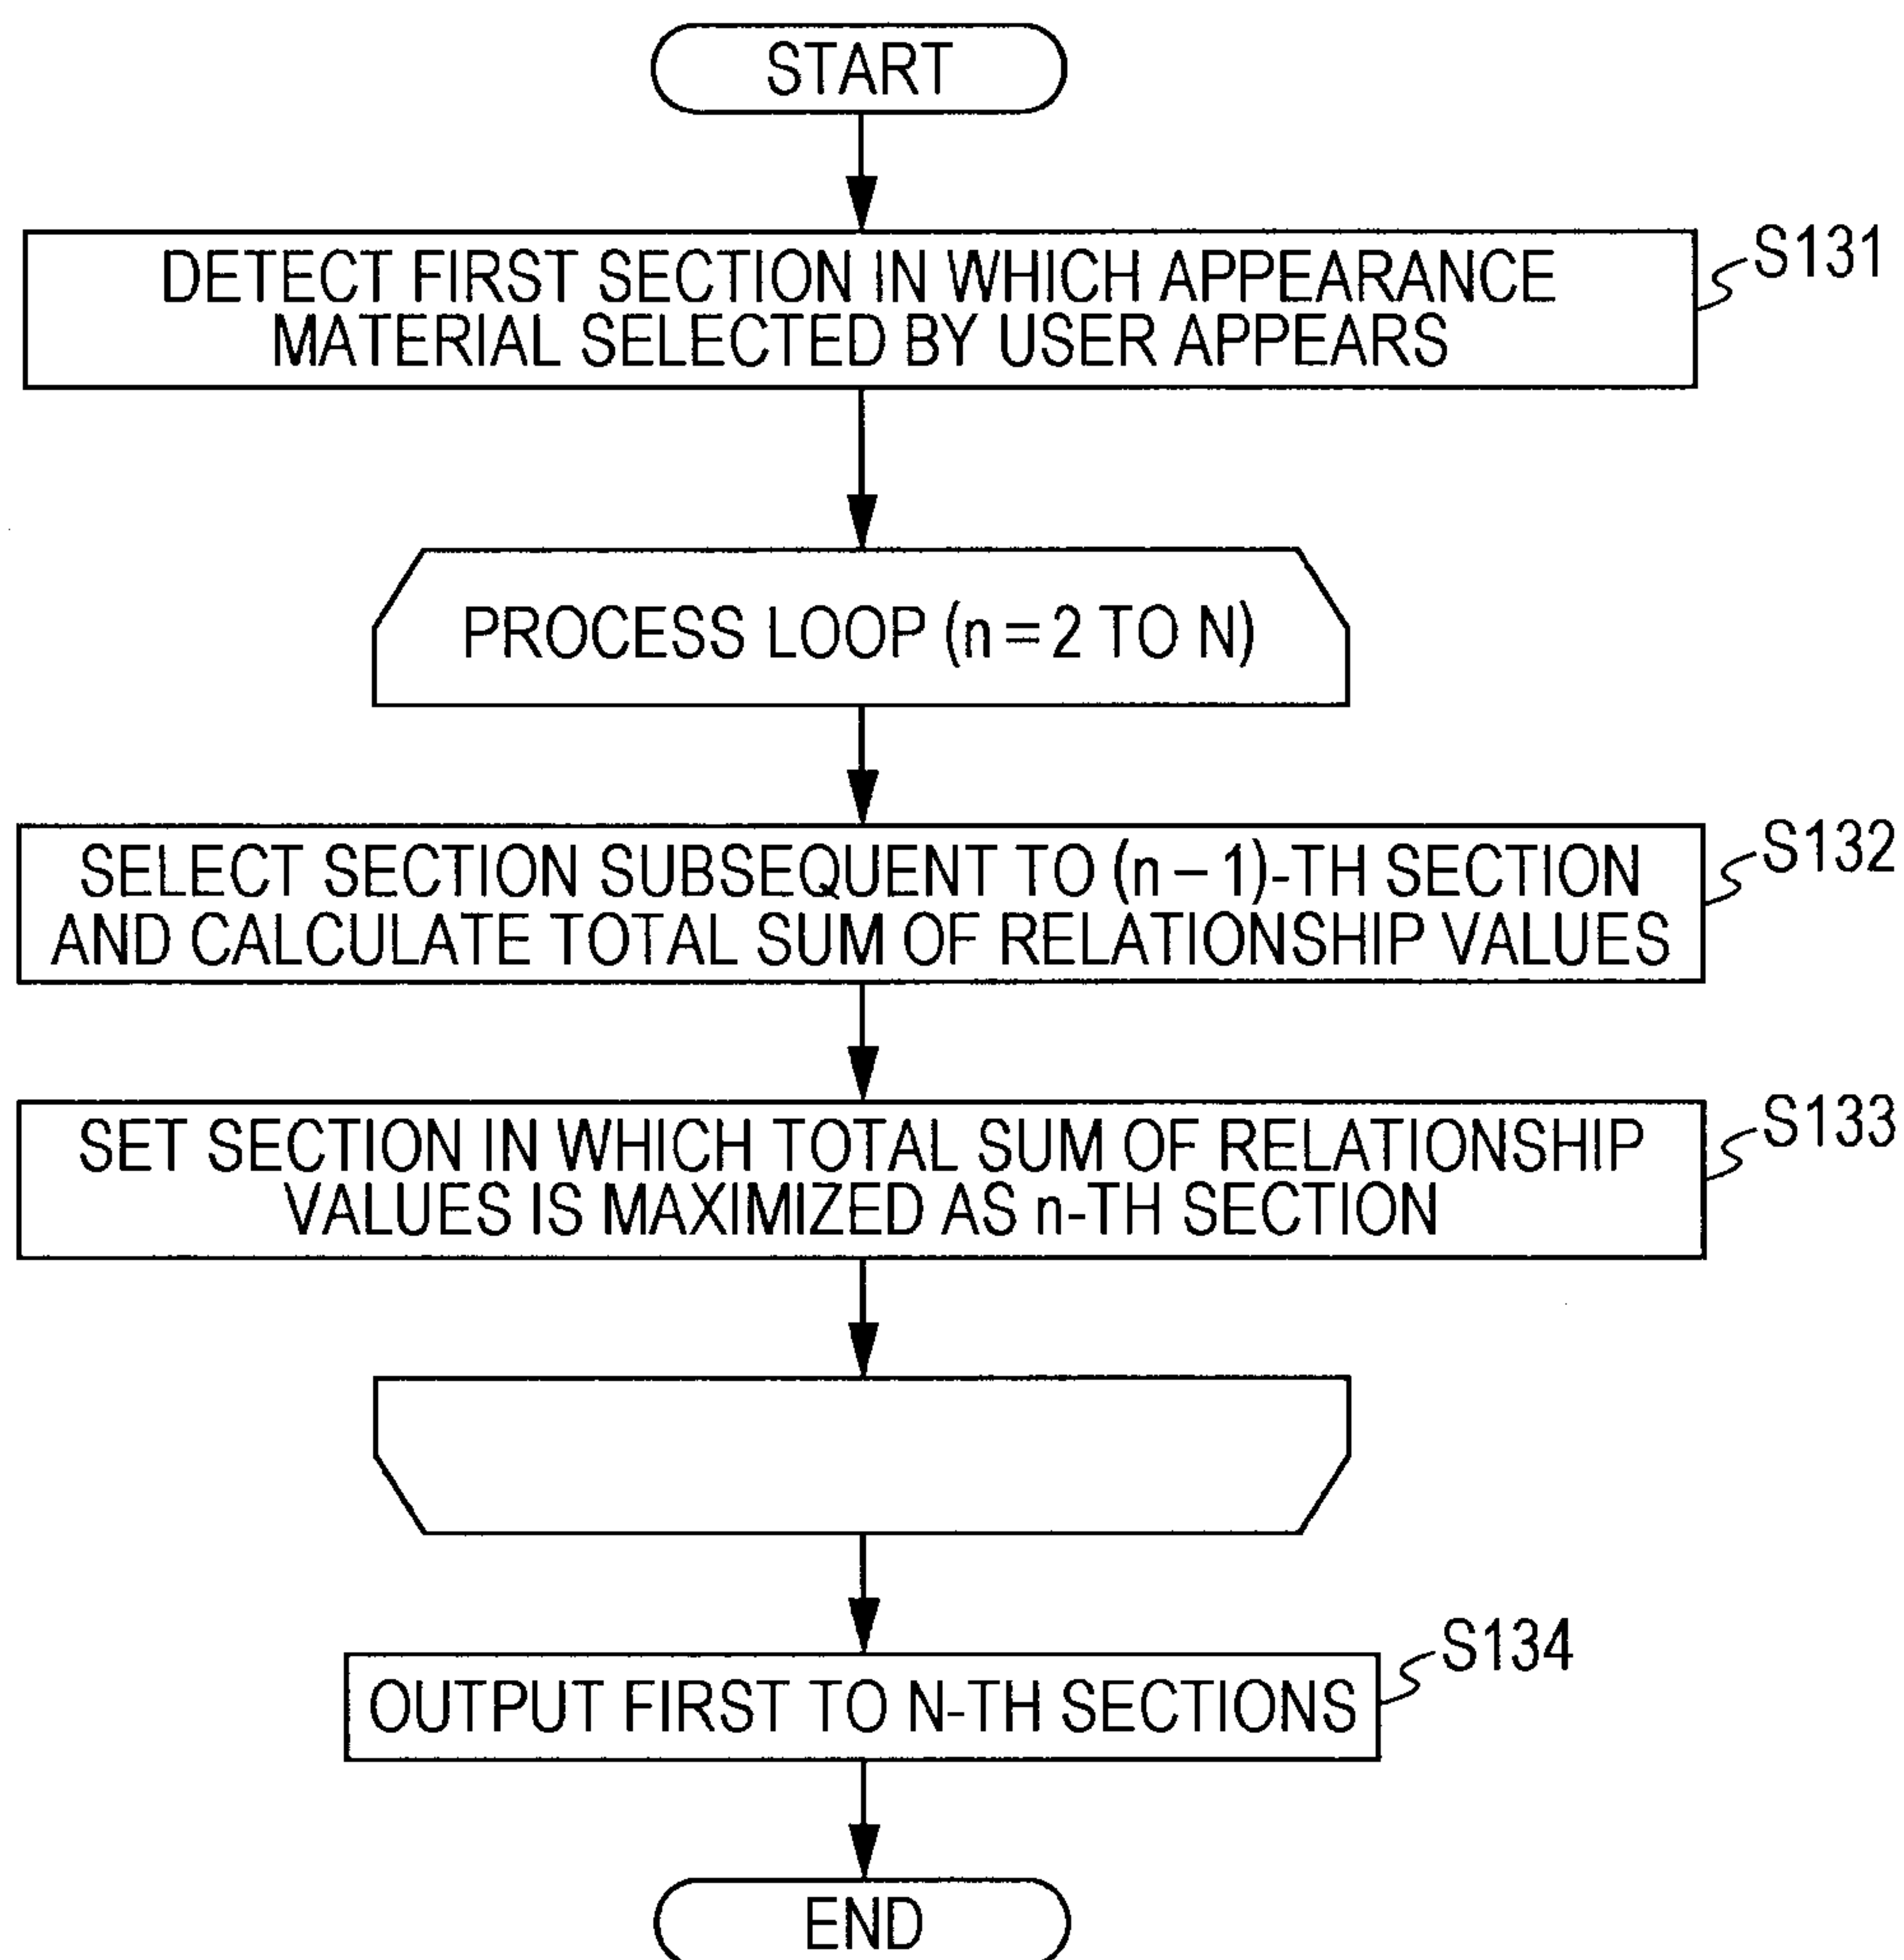 START
DETECT FIRST SECTION IN WHICH APPEARANCE
MATERIAL SELECTED BY USER APPEARS
S131
PROCESS LOOP (n = 2 TO N)
SELECT SECTION SUBSEQUENT TO (n – 1)-TH SECTION
AND CALCULATE TOTAL SUM OF RELATIONSHIP VALUES
S132
SET SECTION IN WHICH TOTAL SUM OF RELATIONSHIP
VALUES IS MAXIMIZED AS n-TH SECTION
S133
OUTPUT FIRST TO N-TH SECTIONS
S134
END